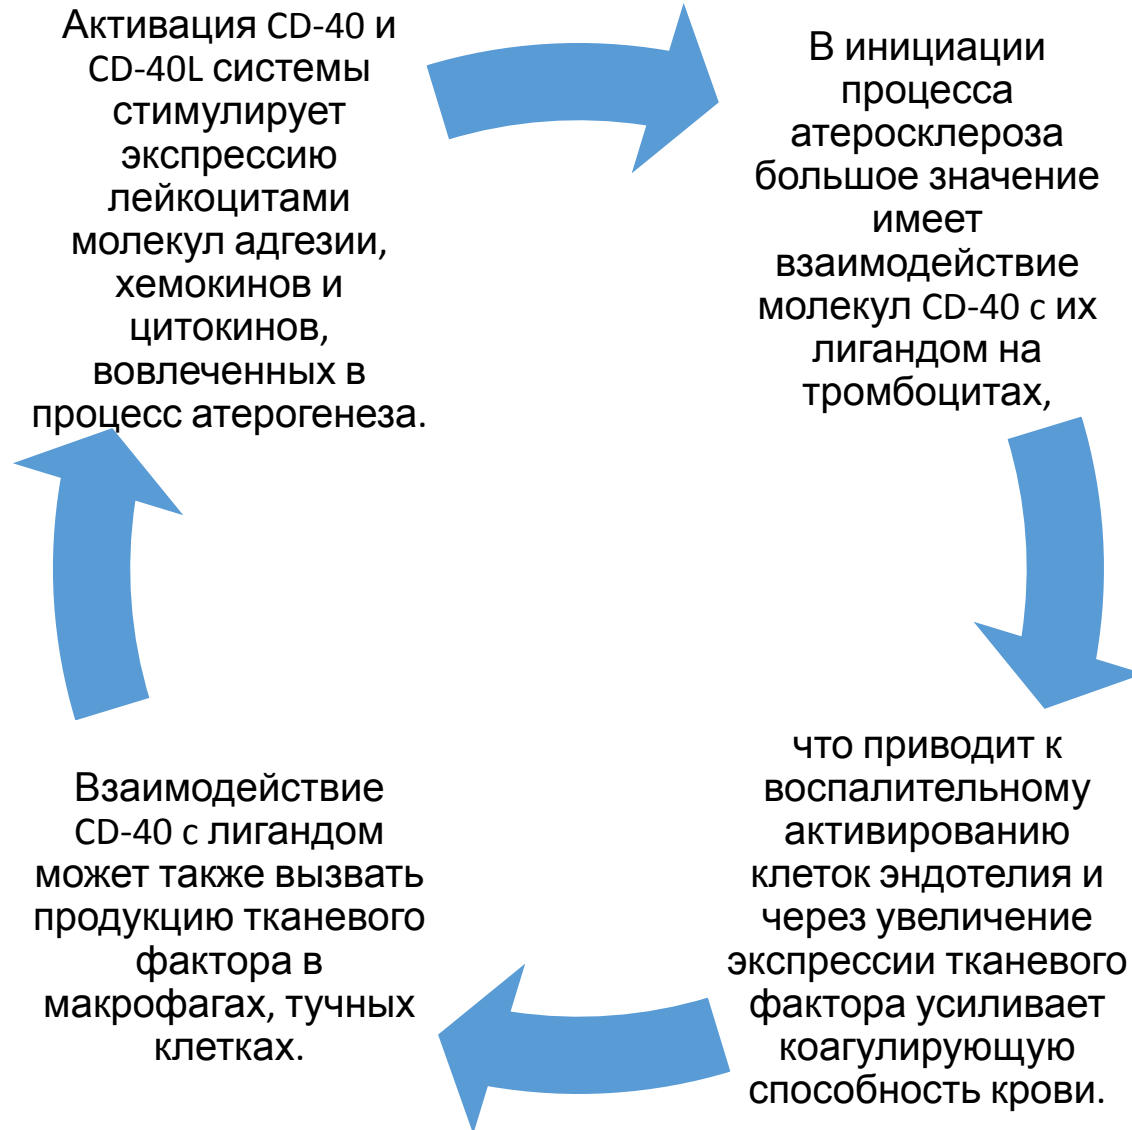 Активация CD-40 и
CD-40L системы
стимулирует
экспрессию
лейкоцитами
молекул адгезии,
хемокинов и
цитокинов,
вовлеченных в
процесс атерогенеза.
В инициации
процесса
атеросклероза
большое значение
имеет
взаимодействие
молекул CD-40 с их
лигандом на
тромбоцитах,
что приводит к
воспалительному
активированию
клеток эндотелия и
через увеличение
экспрессии тканевого
фактора усиливает
коагулирующую
способность крови.
Взаимодействие
CD-40 с лигандом
может также вызвать
продукцию тканевого
фактора в
макрофагах, тучных
клетках.